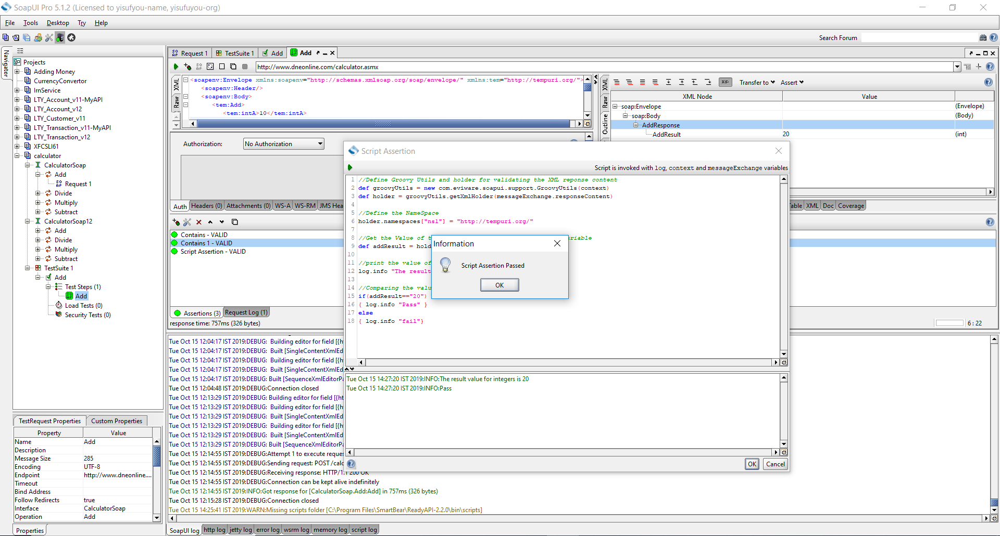 SoapUI Pro 5.1.2 (Licensed to yisufyou-name, yisufuyou-org)
File Tools Desktop Try Help
Search Forum
Navigator
Projects
Adding Money
CurrencyConvertor
IrnService
LTY_Account_v11-MyAPI
LTY_Account_v12
LTY_Customer_v11
LTY_Transaction_v11-MyAPI
LTY_Transaction_v12
XFCSLI61
calculator
CalculatorSoap
Add
Request 1
Divide
Multiply
Subtract
CalculatorSoap12
Add
Divide
Multiply
Subtract
TestSuite 1
Add
Test Steps (1)
Add
Load Tests (0)
Security Tests (0)
TestRequest Properties Custom Properties
Property Value
Name Add
Description
Message Size 285
Encoding UTF-8
Endpoint http://www.dneonline....
Timeout
Bind Address
Follow Redirects true
Interface CalculatorSoap
Operation Add
Properties
Request 1 TestSuite 1 Add Add
http://www.dneonline.com/calculator.asmx
XML
Raw
<soapenv:Envelope xmlns:soapenv="http://schemas.xmlsoap.org/soap/envelope/" xmlns:tem="http://tempuri.org/">
<soapenv:Header/>
<soapenv:Body>
<tem:Add>
<tem:intA>10</tem:intA>
Authorization: No Authorization
Auth Headers (0) Attachments (0) WS-A WS-RM JMS Hea
Contains - VALID
Contains 1 - VALID
Script Assertion - VALID
Assertions (3) Request Log (1)
response time: 757ms (326 bytes)
XML
Raw
Outline
XS:
Transfer to Assert
XML Node Value
soap:Envelope (Envelope)
soap:Body (Body)
AddResponse
AddResult 20 (int)
Table XML Doc Coverage
6 : 22
Script Assertion
Script is invoked with log, context and messageExchange variables
1 //Define Groovy Utils and holder for validating the XML reponse content
2 def groovyUtils = new com.eviware.soapui.support.GroovyUtils(context)
3 def holder = groovyUtils.getXmlHolder(messageExchange.responseContent)
4
5 //Define the NameSpace
6 holder.namespaces["ns1"] = "http://tempuri.org/"
7
8 //Get the Value of t riable
9 def addResult = hold
10
11 //print the value of
12 log.info "The result
13
14 //Comparing the valu
15 if(addResult=="20")
16 { log.info "Pass" }
17 else
18 { log.info "fail"}
Information
Script Assertion Passed
OK
Tue Oct 15 14:27:20 IST 2019:INFO:The result value for integers is 20
Tue Oct 15 14:27:20 IST 2019:INFO:Pass
OK Cancel
Tue Oct 15 12:04:17 IST 2019:DEBUG: Building editor for field [{h
Tue Oct 15 12:04:17 IST 2019:DEBUG: Built [SingleContentXmlEd
Tue Oct 15 12:04:17 IST 2019:DEBUG: Building editor for field [{h
Tue Oct 15 12:04:17 IST 2019:DEBUG: Built [SingleContentXmlEd
Tue Oct 15 12:04:17 IST 2019:DEBUG: Built [SequenceXmlEditorPa
Tue Oct 15 12:04:48 IST 2019:DEBUG:Connection closed
Tue Oct 15 12:13:29 IST 2019:DEBUG: Building editor for field [{ht
Tue Oct 15 12:13:29 IST 2019:DEBUG: Building editor for field [{h
Tue Oct 15 12:13:29 IST 2019:DEBUG: Built [SingleContentXmlEd
Tue Oct 15 12:13:29 IST 2019:DEBUG: Building editor for field [{h
Tue Oct 15 12:13:29 IST 2019:DEBUG: Built [SingleContentXmlEd
Tue Oct 15 12:13:29 IST 2019:DEBUG: Built [SequenceXmlEditorPa
Tue Oct 15 12:14:55 IST 2019:DEBUG:Attempt 1 to execute reques
Tue Oct 15 12:14:55 IST 2019:DEBUG:Sending request: POST /calc
Tue Oct 15 12:14:55 IST 2019:DEBUG:Receiving response: HTTP/1.1 200 OK
Tue Oct 15 12:14:55 IST 2019:DEBUG:Connection can be kept alive indefinitely
Tue Oct 15 12:14:55 IST 2019:INFO:Got response for [CalculatorSoap.Add:Add] in 757ms (326 bytes)
Tue Oct 15 12:15:28 IST 2019:DEBUG:Connection closed
Tue Oct 15 14:25:41 IST 2019:WARN:Missing scripts folder [C:\Program Files\SmartBear\ReadyAPI-2.2.0\bin\scripts]
SoapUI log http log jetty log error log wsrm log memory log script log